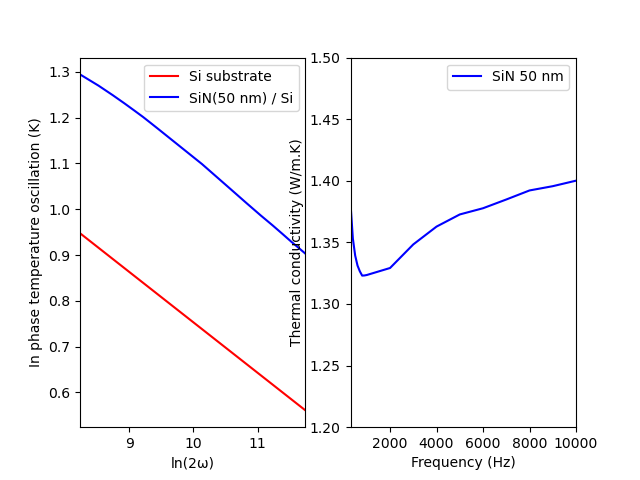 Si substrate
SiN(50 nm) / Si
In phase temperature oscillation (K)
1.3
1.2
1.1
1.0
0.9
0.8
0.7
0.6
9 10 11
ln(2ω)
SiN 50 nm
Thermal conductivity (W/m.K)
1.50
1.45
1.40
1.35
1.30
1.25
1.20
2000 4000 6000 8000 10000
Frequency (Hz)